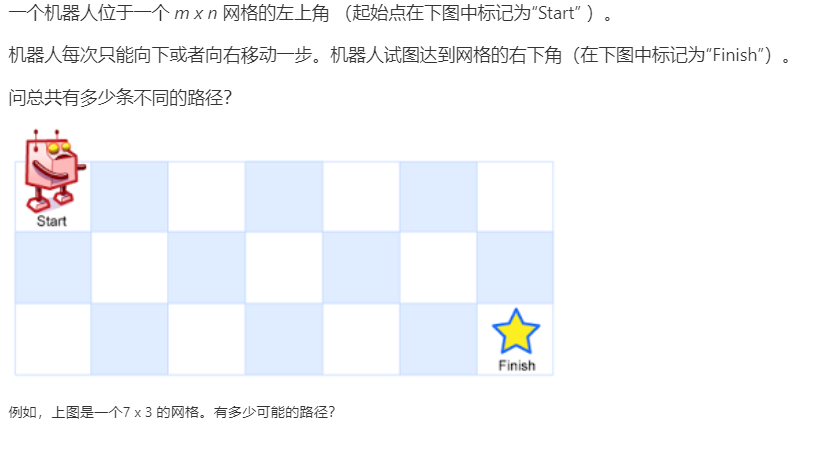 一个机器人位于一个 m x n 网格的左上角 （起始点在下图中标记为“Start” ）。
机器人每次只能向下或者向右移动一步。机器人试图达到网格的右下角（在下图中标记为“Finish”）。
问总共有多少条不同的路径？
Start
Finish
例如，上图是一个7 x 3 的网格。有多少可能的路径？